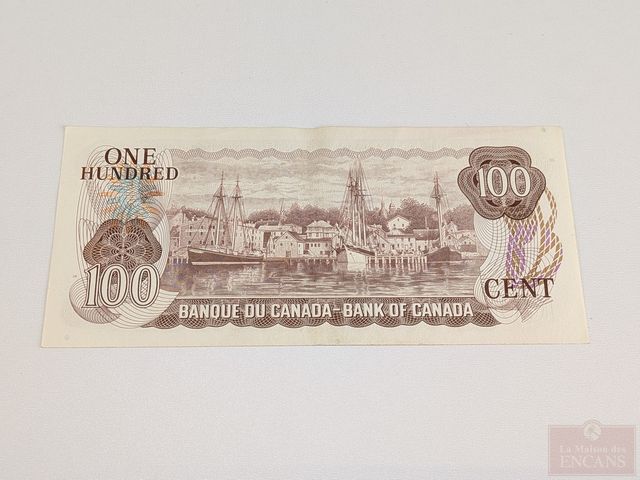 ONE
HUNDRED
100
100
CENT
BANQUE DU CANADA-BANK OF CANADA
La Maison des
ENCANS